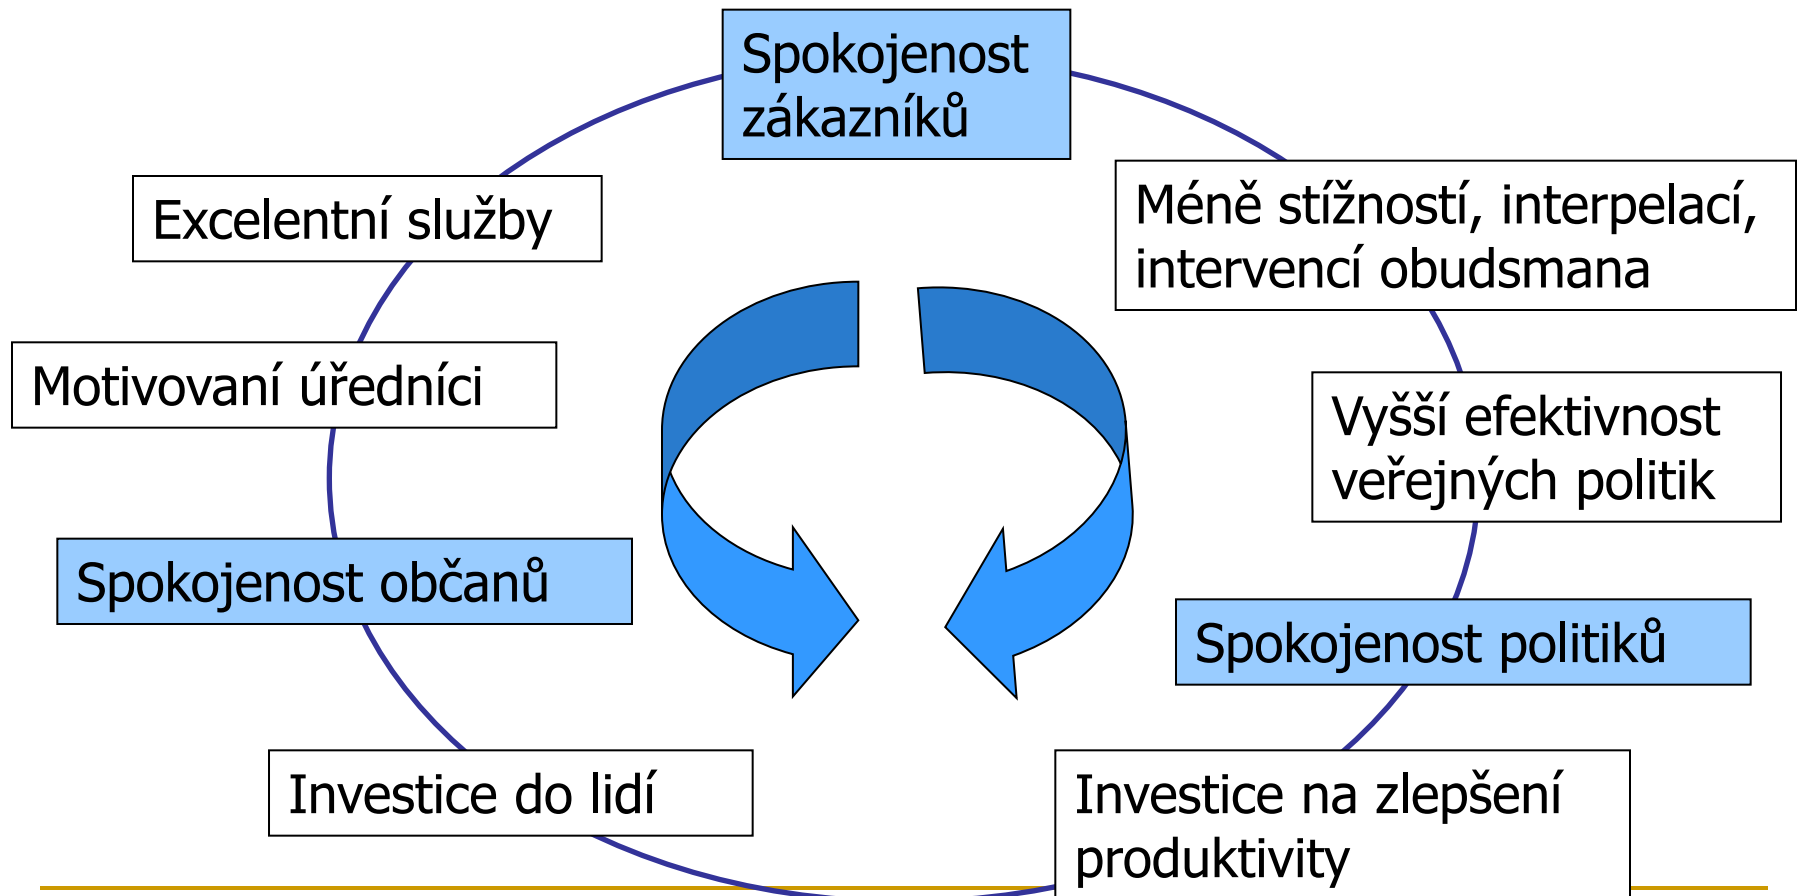 Spokojenost
zákazníků
Excelentní služby
Méně stížností, interpelací,
intervencí obudsmana
Motivovaní úředníci
Vyšší efektivnost
veřejných politik
Spokojenost občanů
Spokojenost politiků
Investice do lidí
Investice na zlepšení
produktivity